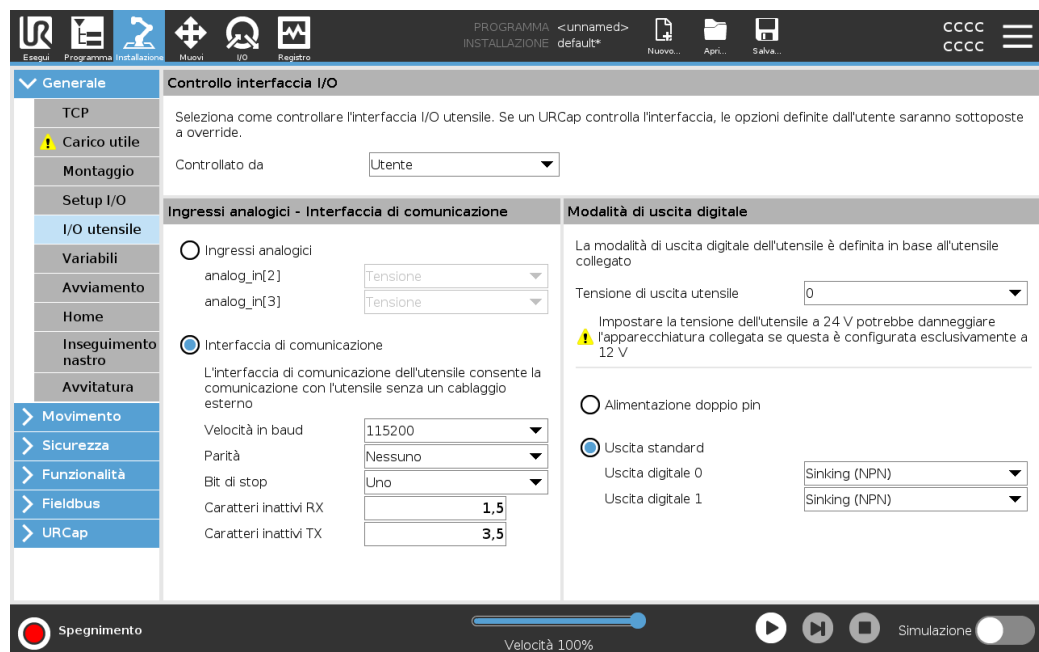 PROGRAMMA <unnamed>
INSTALLAZIONE default*
CCCC
CCCC
Esegui
Programma
Installazione
Muovi
I/O
Registro
Nuovo...
Apri...
Salva...
Generale
TCP
Carico utile
Montaggio
Setup I/O
I/O utensile
Variabili
Avviamento
Home
Inseguimento
nastro
Avvitatura
Movimento
Sicurezza
Funzionalità
Fieldbus
URCap
Controllo interfaccia I/O
Seleziona come controllare l'interfaccia I/O utensile. Se un URCap controlla l'interfaccia, le opzioni definite dall'utente saranno sottoposte
a override.
Controllato da Utente
Ingressi analogici - Interfaccia di comunicazione
Ingressi analogici
analog_in[2] Tensione
analog_in[3] Tensione
Interfaccia di comunicazione
L'interfaccia di comunicazione dell'utensile consente la
comunicazione con l'utensile senza un cablaggio
esterno
Velocità in baud 115200
Parità Nessuno
Bit di stop Uno
Caratteri inattivi RX 1,5
Caratteri inattivi TX 3,5
Modalità di uscita digitale
La modalità di uscita digitale dell'utensile è definita in base all'utensile
collegato
Tensione di uscita utensile 0
Impostare la tensione dell'utensile a 24 V potrebbe danneggiare
l'apparecchiatura collegata se questa è configurata esclusivamente a
12 V
Alimentazione doppio pin
Uscita standard
Uscita digitale 0 Sinking (NPN)
Uscita digitale 1 Sinking (NPN)
Spegnimento
Velocità 100%
Simulazione